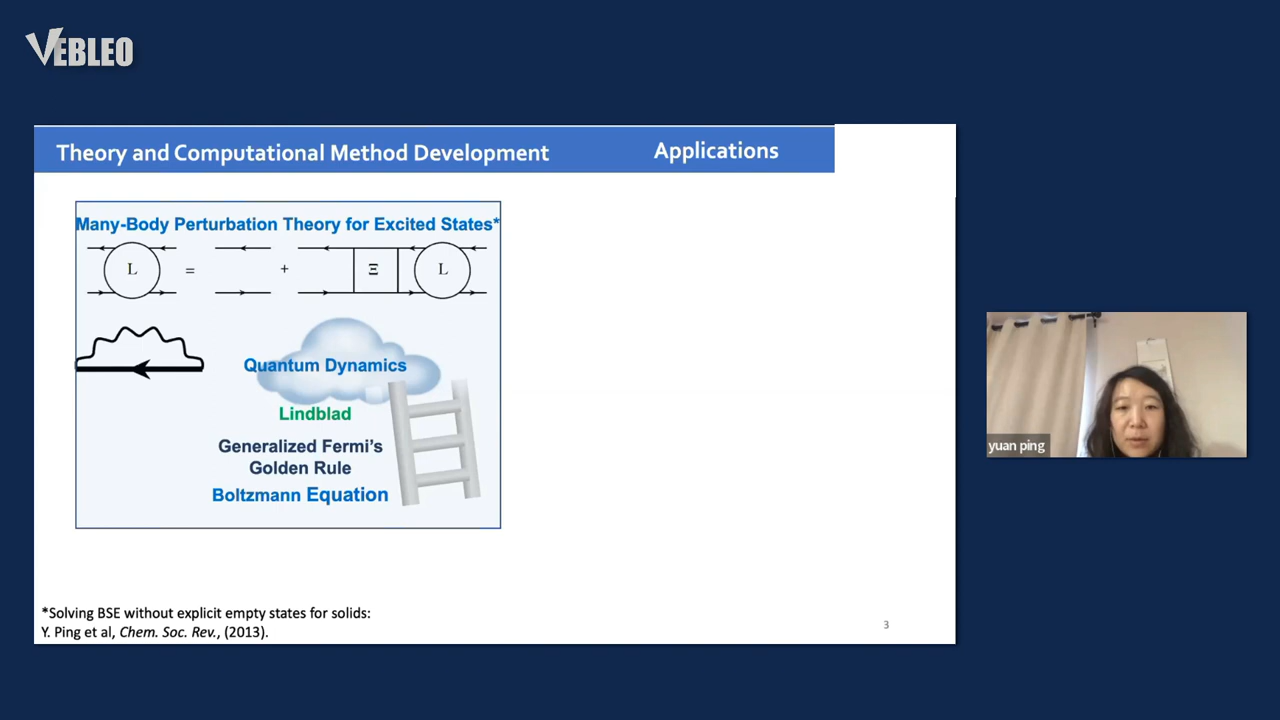 VEBLEO
Theory and Computational Method Development
Applications
Many-Body Perturbation Theory for Excited States*
L = + Ξ L
Quantum Dynamics
Lindblad
Generalized Fermi's
Golden Rule
Boltzmann Equation
*Solving BSE without explicit empty states for solids:
Y. Ping et al, Chem. Soc. Rev., (2013).
3
yuan ping